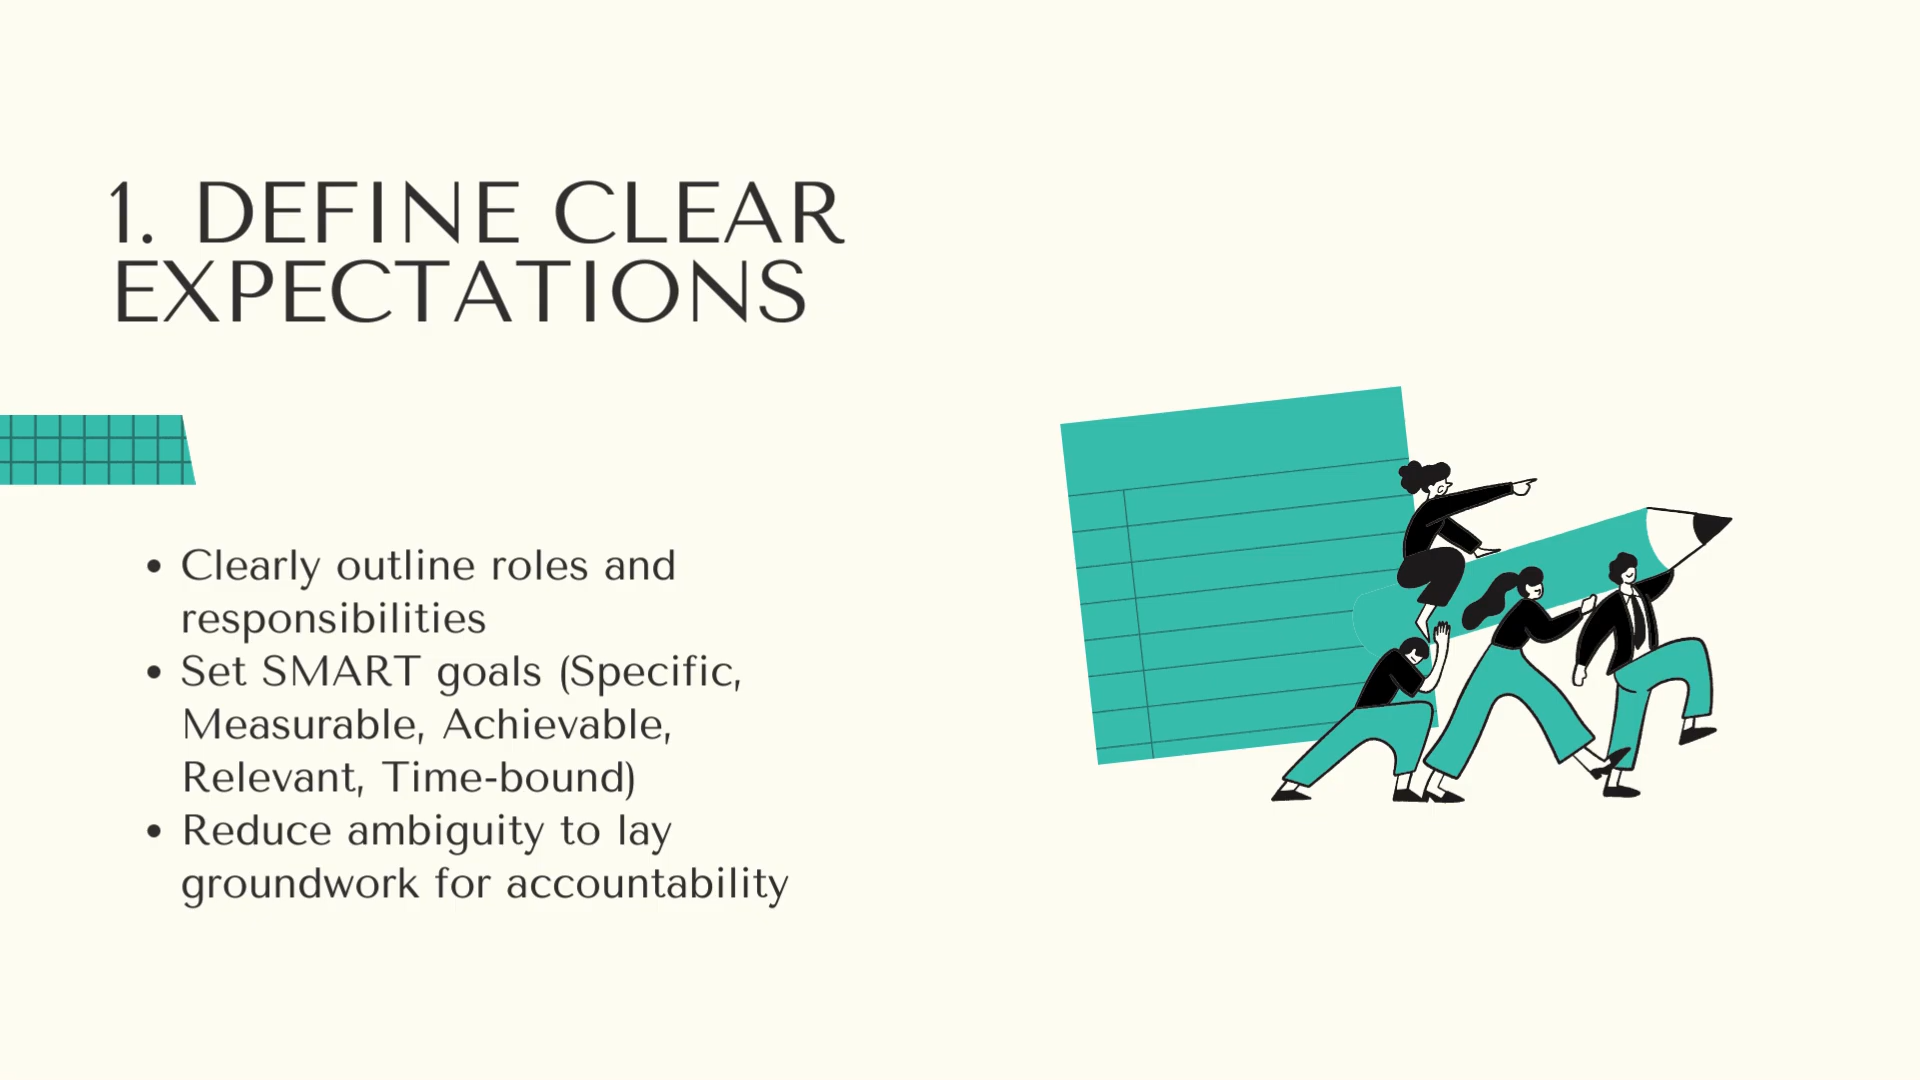 1. DEFINE CLEAR
EXPECTATIONS
• Clearly outline roles and
responsibilities
• Set SMART goals (Specific,
Measurable, Achievable,
Relevant, Time-bound)
• Reduce ambiguity to lay
groundwork for accountability